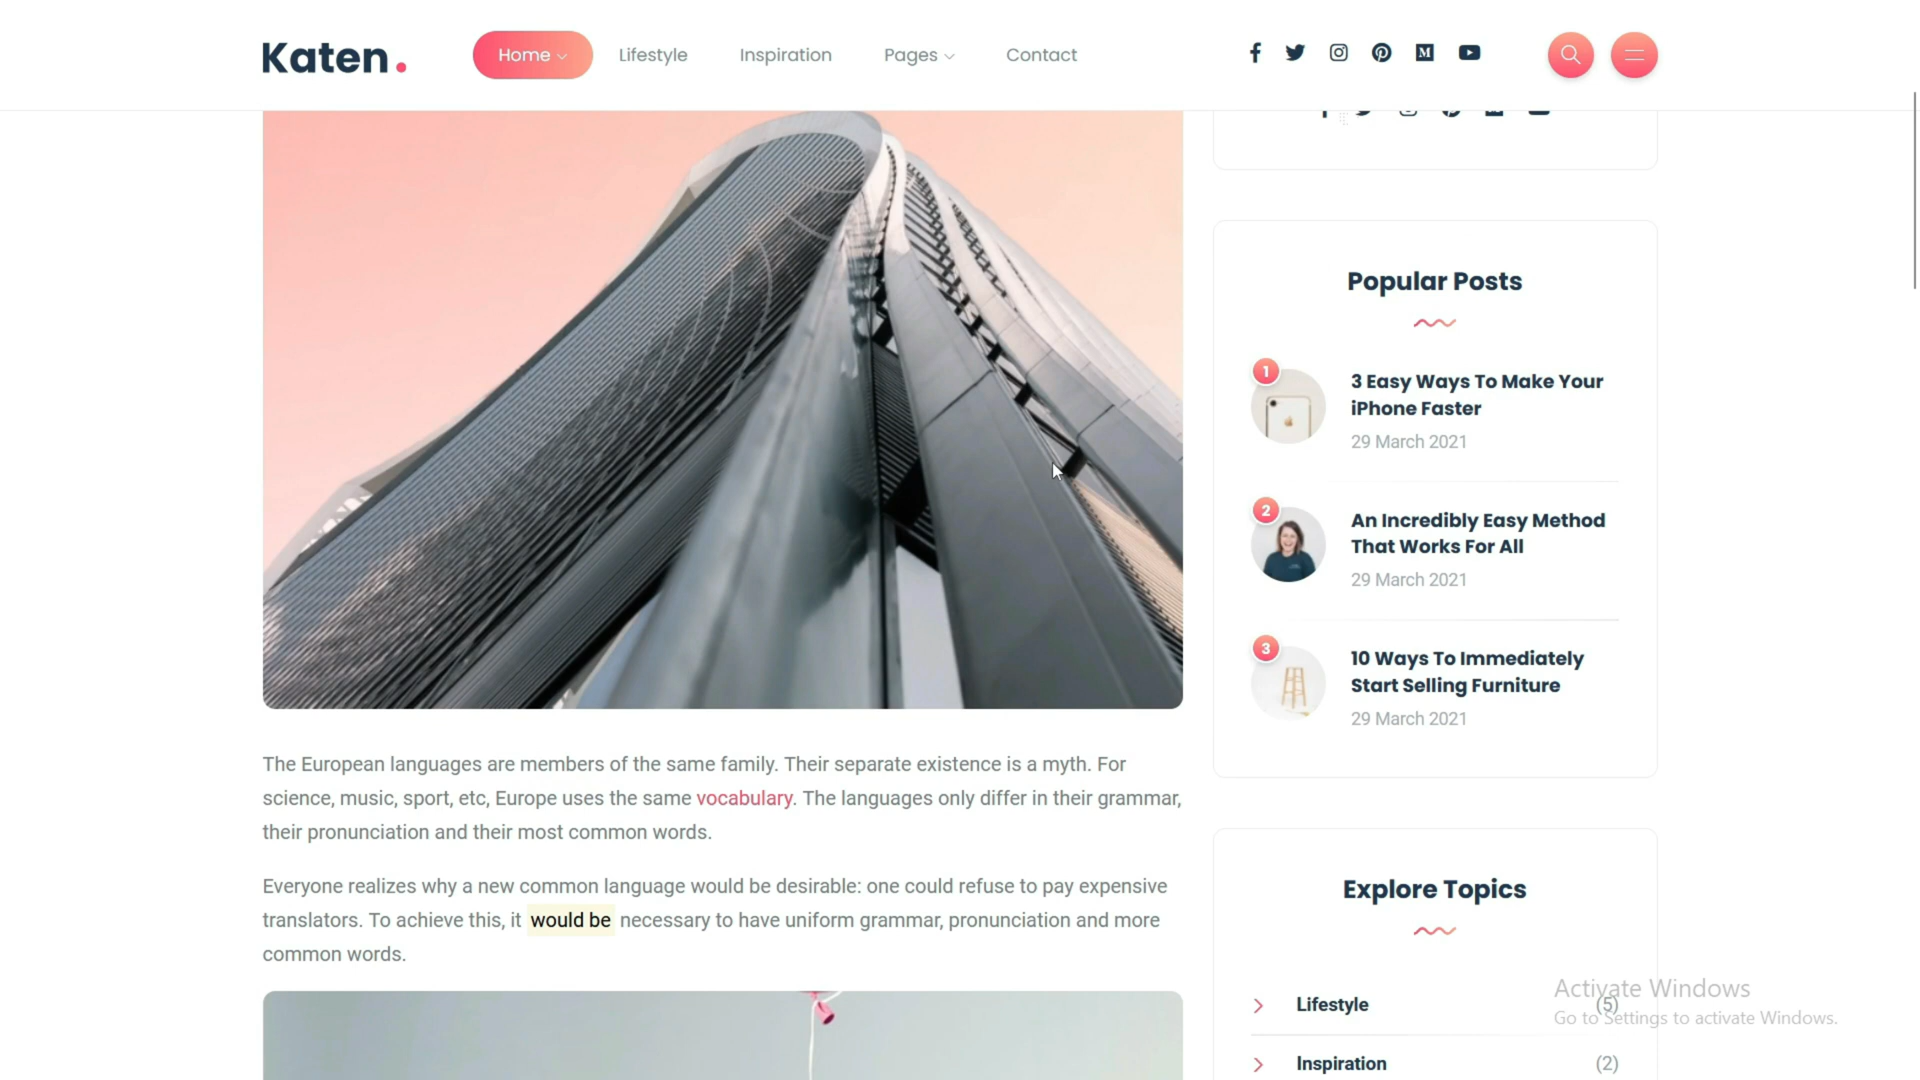 Katen.
Home
Lifestyle
Inspiration
Pages
Contact
Popular Posts
1
3 Easy Ways To Make Your
iPhone Faster
29 March 2021
2
An Incredibly Easy Method
That Works For All
29 March 2021
3
10 Ways To Immediately
Start Selling Furniture
29 March 2021
The European languages are members of the same family. Their separate existence is a myth. For
science, music, sport, etc, Europe uses the same vocabulary. The languages only differ in their grammar,
their pronunciation and their most common words.
Everyone realizes why a new common language would be desirable: one could refuse to pay expensive
translators. To achieve this, it would be necessary to have uniform grammar, pronunciation and more
common words.
Explore Topics
Lifestyle (5)
Inspiration (2)
Activate Windows
Go to Settings to activate Windows.